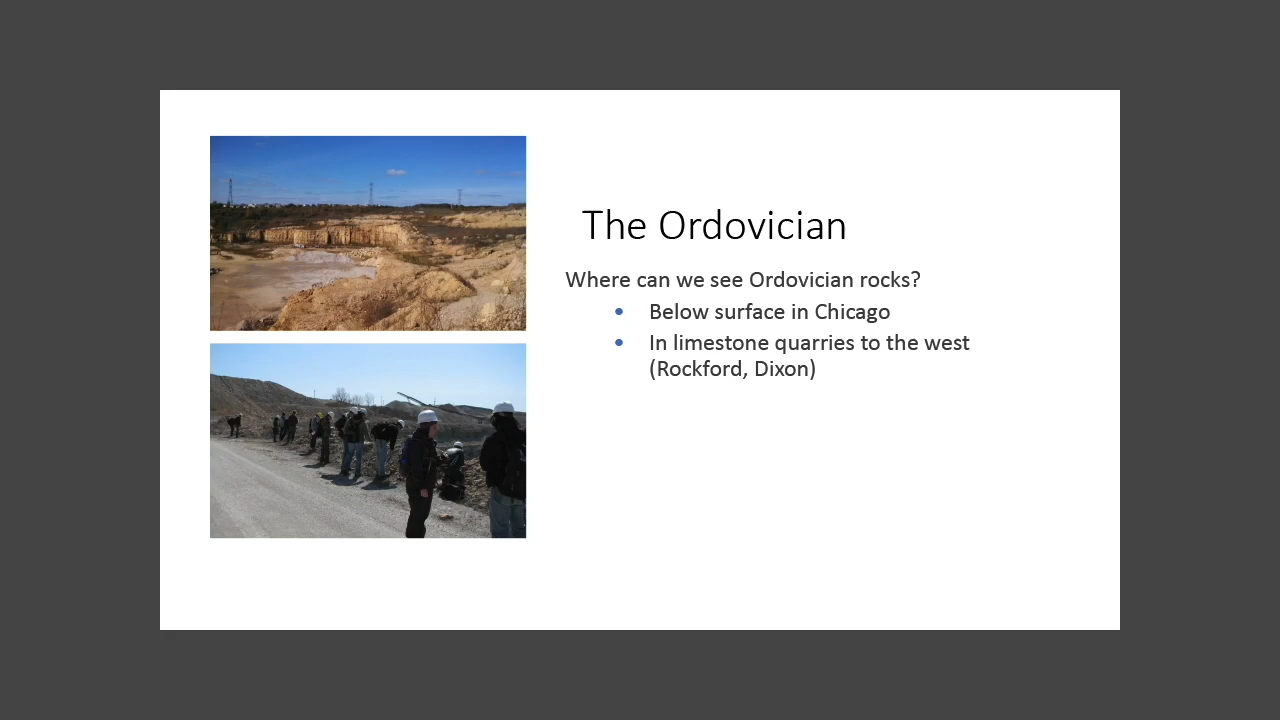 The Ordovician
Where can we see Ordovician rocks?
• Below surface in Chicago
• In limestone quarries to the west
(Rockford, Dixon)